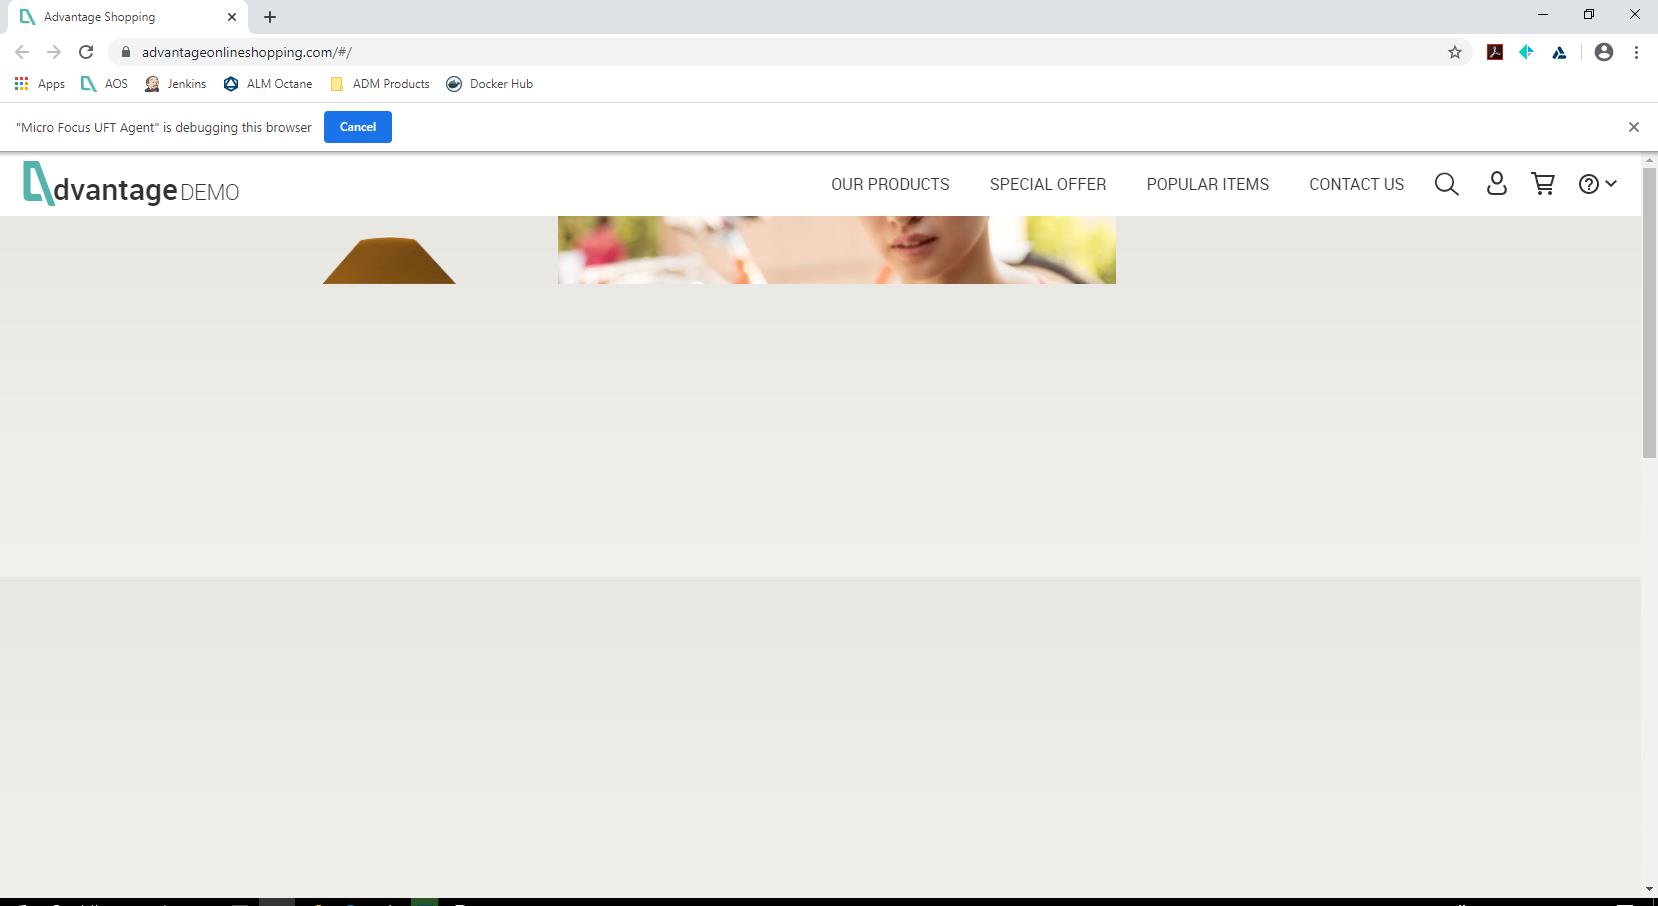 Advantage Shopping
advantageonlineshopping.com/#/
Apps AOS Jenkins ALM Octane ADM Products Docker Hub
"Micro Focus UFT Agent" is debugging this browser Cancel
dvantage DEMO OUR PRODUCTS SPECIAL OFFER POPULAR ITEMS CONTACT US